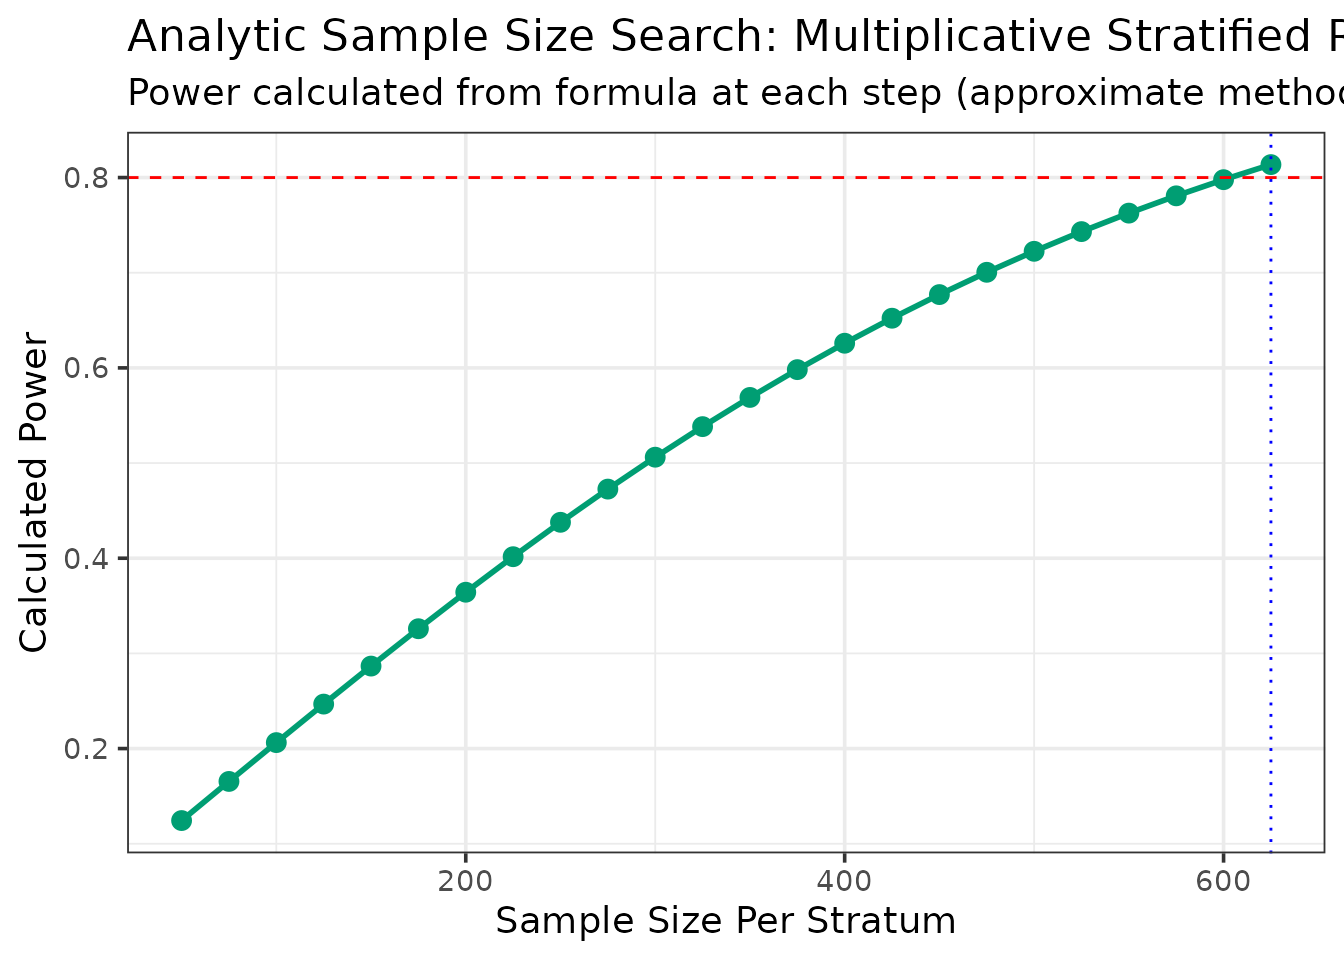 Analytic Sample Size Search: Multiplicative Stratified
Power calculated from formula at each step (approximate
0.8
0.6
0.4
0.2
Calculated Power
200 400 600
Sample Size Per Stratum